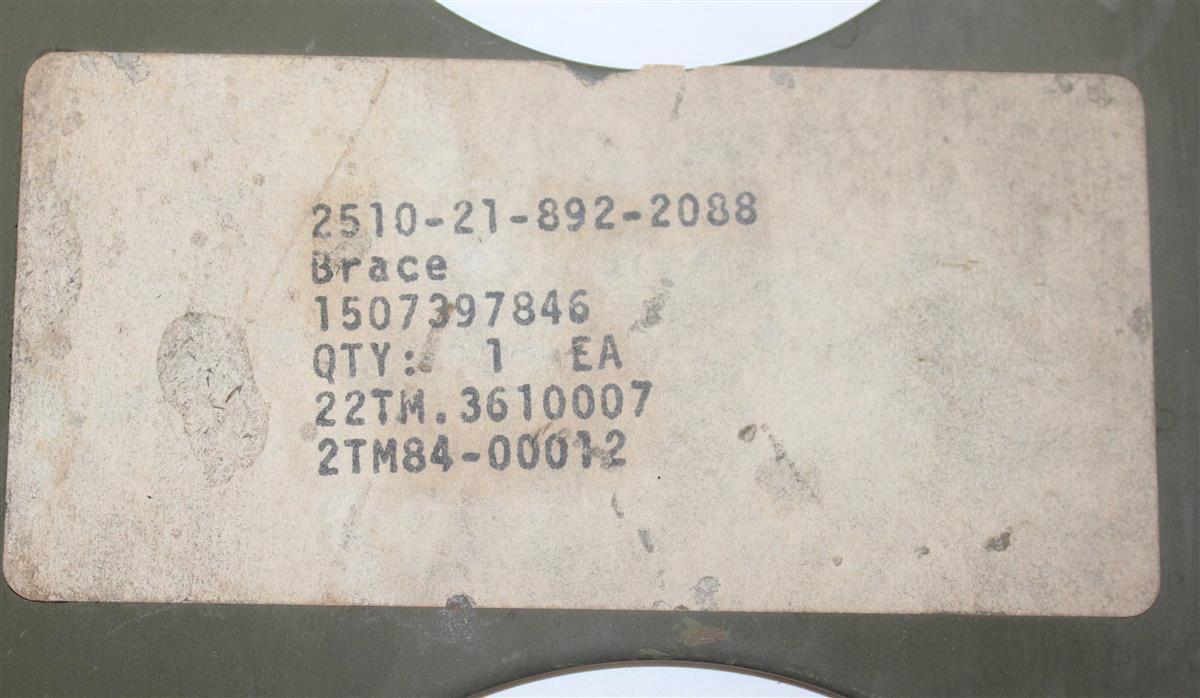 2510-21-892-2088
Brace
1507397846
QTY: 1 EA
22TM.3610007
2TM84-00012